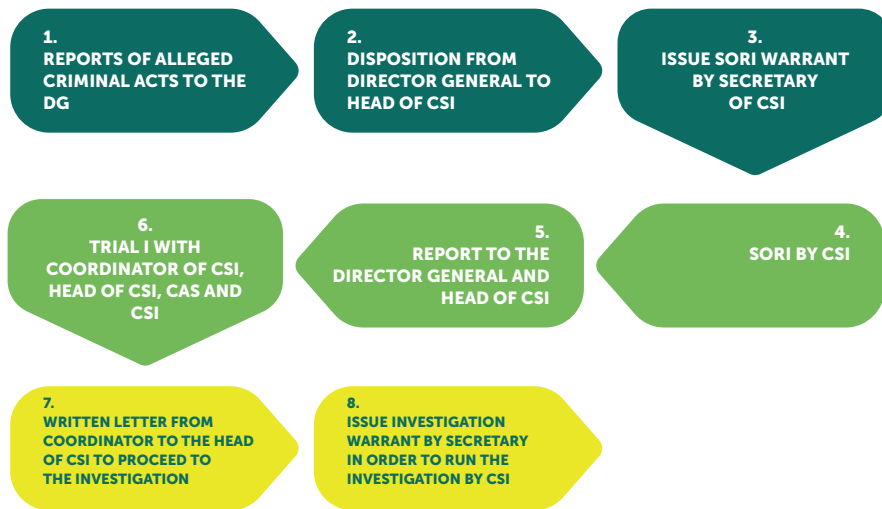 1.
REPORTS OF ALLEGED
CRIMINAL ACTS TO THE
DG
2.
DISPOSITION FROM
DIRECTOR GENERAL TO
HEAD OF CSI
3.
ISSUE SORI WARRANT
BY SECRETARY
OF CSI
4.
SORI BY CSI
5.
REPORT TO THE
DIRECTOR GENERAL AND
HEAD OF CSI
6.
TRIAL I WITH
COORDINATOR OF CSI,
HEAD OF CSI, CAS AND
CSI
7.
WRITTEN LETTER FROM
COORDINATOR TO THE HEAD
OF CSI TO PROCEED TO
THE INVESTIGATION
8.
ISSUE INVESTIGATION
WARRANT BY SECRETARY
IN ORDER TO RUN THE
INVESTIGATION BY CSI